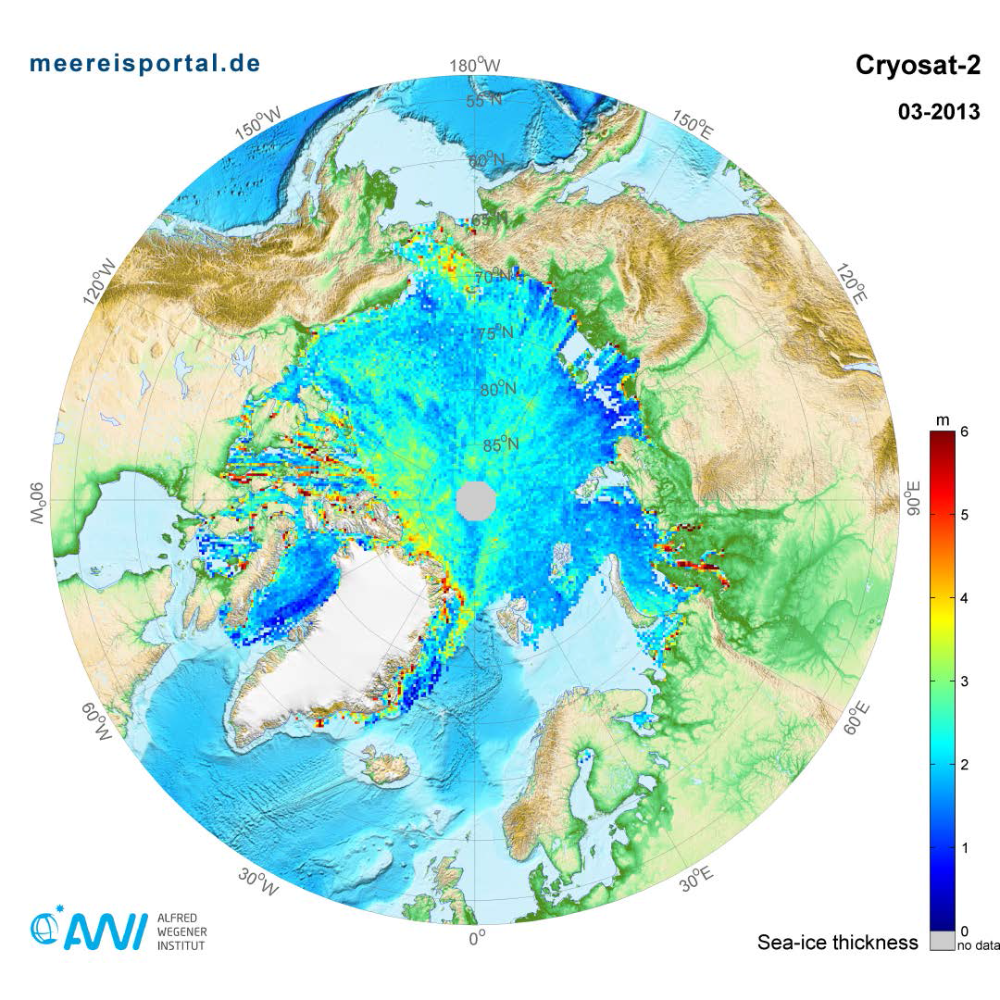 meereisportal.de
Cryosat-2
03-2013
180°W
55°N
150°W
150°E
60°N
65°N
120°W
70°N
120°E
75°N
80°N
85°N
m
6
90°W
90°E
5
4
3
60°W
60°E
2
1
30°W
30°E
0°
0
no data
Sea-ice thickness
AWI
ALFRED
WEGENER
INSTITUT